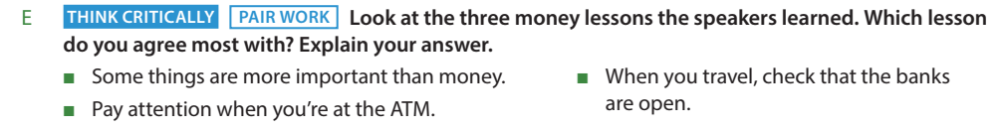 E THINK CRITICALLY PAIR WORK Look at the three money lessons the speakers learned. Which lesson
do you agree most with? Explain your answer.
■ Some things are more important than money.
■ Pay attention when you're at the ATM.
■ When you travel, check that the banks
are open.